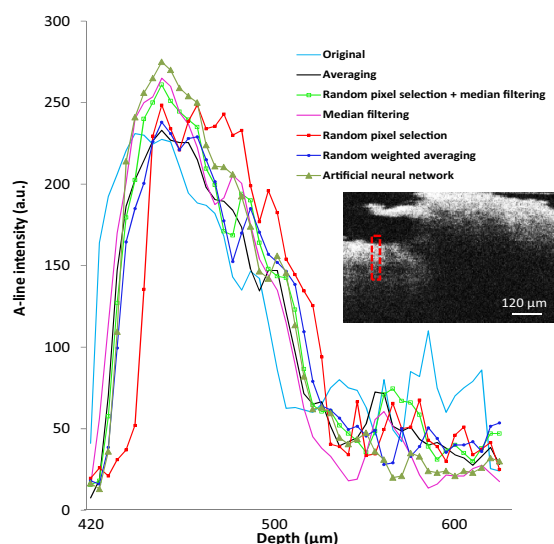 300
250
200
150
100
50
0
A-line intensity (a.u.)
Original
Averaging
Random pixel selection + median filtering
Median filtering
Random pixel selection
Random weighted averaging
Artificial neural network
120 µm
420 500 600
Depth (µm)